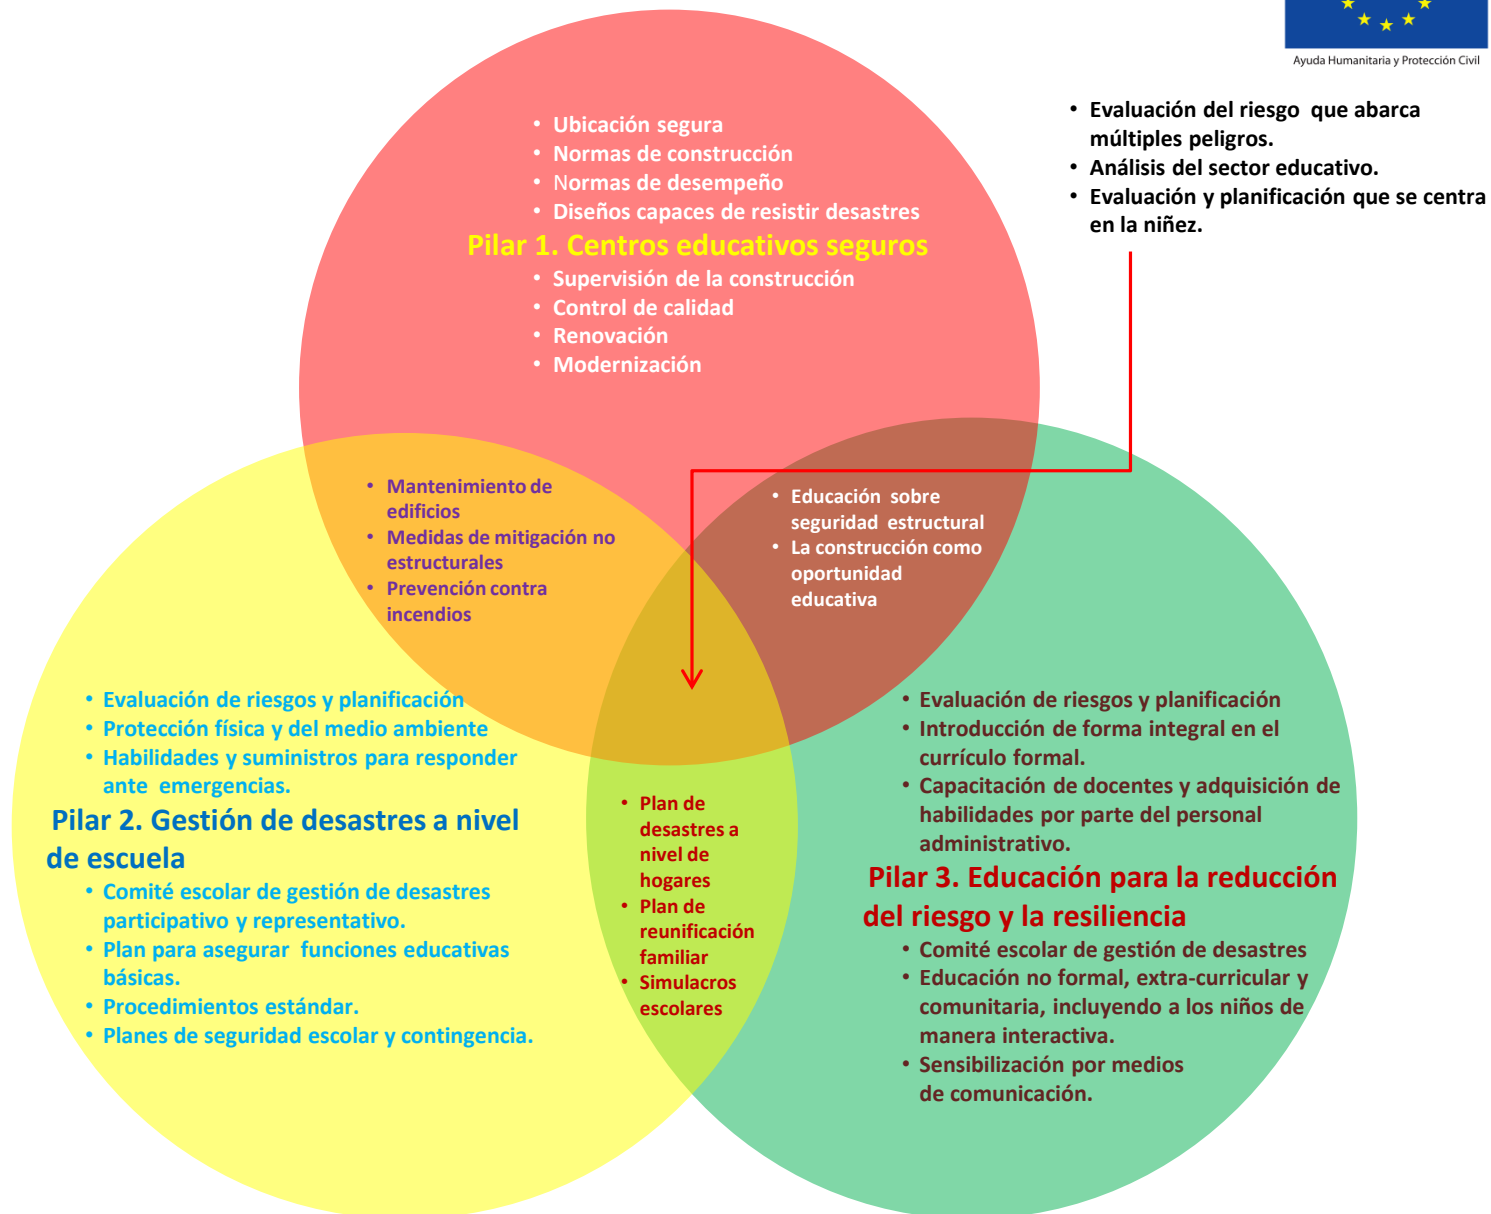 Ayuda Humanitaria y Protección Civil
• Evaluación del riesgo que abarca
múltiples peligros.
• Análisis del sector educativo.
• Evaluación y planificación que se centra
en la niñez.
• Ubicación segura
• Normas de construcción
• Normas de desempeño
• Diseños capaces de resistir desastres
Pilar 1. Centros educativos seguros
• Supervisión de la construcción
• Control de calidad
• Renovación
• Modernización
• Mantenimiento de
edificios
• Medidas de mitigación no
estructurales
• Prevención contra
incendios
• Educación sobre
seguridad estructural
• La construcción como
oportunidad
educativa
• Evaluación de riesgos y planificación
• Protección física y del medio ambiente
• Habilidades y suministros para responder
ante emergencias.
Pilar 2. Gestión de desastres a nivel
de escuela
• Comité escolar de gestión de desastres
participativo y representativo.
• Plan para asegurar funciones educativas
básicas.
• Procedimientos estándar.
• Planes de seguridad escolar y contingencia.
• Plan de
desastres a
nivel de
hogares
• Plan de
reunificación
familiar
• Simulacros
escolares
• Evaluación de riesgos y planificación
• Introducción de forma integral en el
currículo formal.
• Capacitación de docentes y adquisición de
habilidades por parte del personal
administrativo.
Pilar 3. Educación para la reducción
del riesgo y la resiliencia
• Comité escolar de gestión de desastres
• Educación no formal, extra-curricular y
comunitaria, incluyendo a los niños de
manera interactiva.
• Sensibilización por medios
de comunicación.